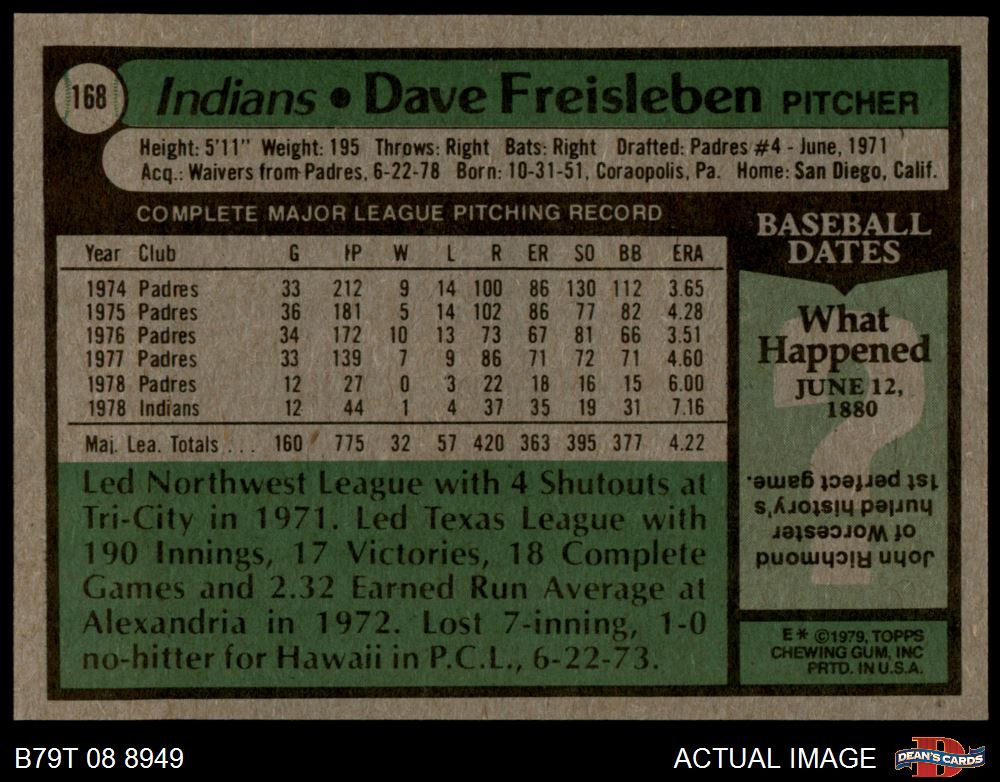 168 Indians • Dave Freisleben PITCHER
Height: 5'11" Weight: 195 Throws: Right Bats: Right Drafted: Padres #4 - June, 1971
Acq.: Waivers from Padres, 6-22-78 Born: 10-31-51, Coraopolis, Pa. Home: San Diego, Calif.
COMPLETE MAJOR LEAGUE PITCHING RECORD
Year Club G IP W L R ER SO BB ERA
1974 Padres 33 212 9 14 100 86 130 112 3.65
1975 Padres 36 181 5 14 102 86 77 82 4.28
1976 Padres 34 172 10 13 73 67 81 66 3.51
1977 Padres 33 139 7 9 86 71 72 71 4.60
1978 Padres 12 27 0 3 22 18 16 15 6.00
1978 Indians 12 44 1 4 37 35 19 31 7.16
Maj. Lea. Totals . . . 160 775 32 57 420 363 395 377 4.22
Led Northwest League with 4 Shutouts at
Tri-City in 1971. Led Texas League with
190 Innings, 17 Victories, 18 Complete
Games and 2.32 Earned Run Average at
Alexandria in 1972. Lost 7-inning, 1-0
no-hitter for Hawaii in P.C.L., 6-22-73.
BASEBALL
DATES
What
Happened
JUNE 12,
1880
?
John Richmond
of Worcester
hurled history's
1st perfect game.
E* ©1979, TOPPS
CHEWING GUM, INC
PRTD. IN U.S.A.
B79T 08 8949
ACTUAL IMAGE
D
DEAN'S CARDS